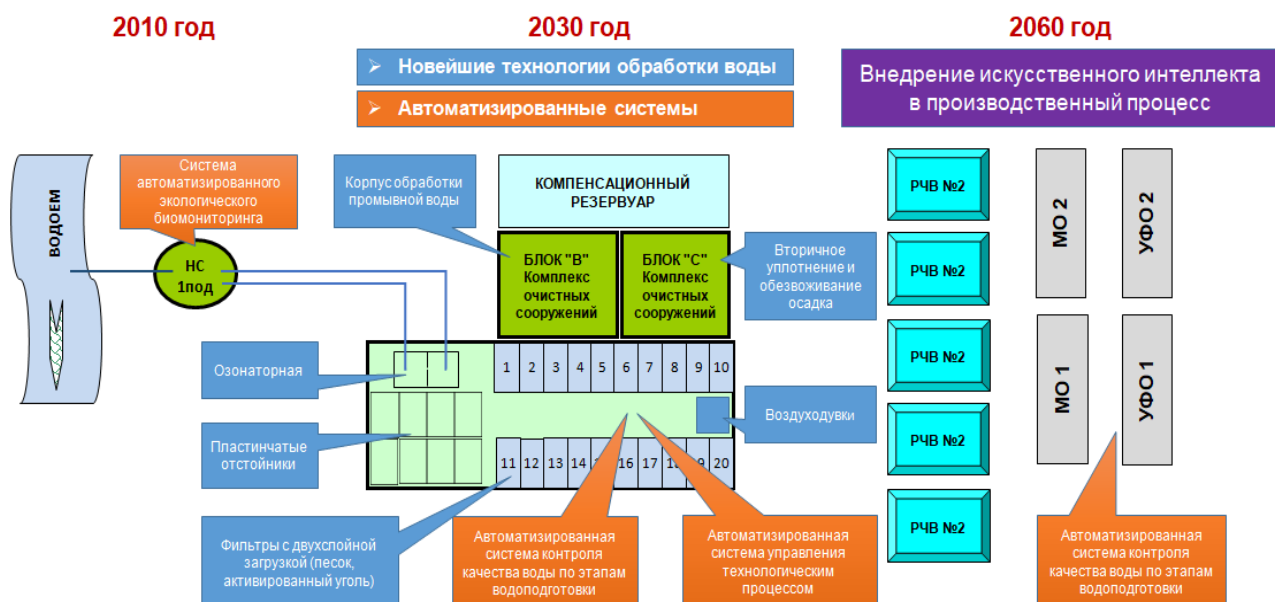 2010 год
2030 год
2060 год
➢ Новейшие технологии обработки воды
➢ Автоматизированные системы
Внедрение искусственного интеллекта
в производственный процесс
ВОДОЕМ
Система
автоматизированного
экологического
биомониторинга
НС
1под
Корпус обработки
промывной воды
КОМПЕНСАЦИОННЫЙ
РЕЗЕРВУАР
БЛОК "В"
Комплекс
очистных
сооружений
БЛОК "С"
Комплекс
очистных
сооружений
Вторичное
уплотнение и
обезвоживание
осадка
Озонаторная
Пластинчатые
отстойники
1 2 3 4 5 6 7 8 9 10
Воздуходувки
11 12 13 14 16 17 20
Фильтры с двухслойной
загрузкой (песок,
активированный уголь)
Автоматизированная
система контроля
качества воды по этапам
водоподготовки
Автоматизированная
система управления
технологическим
процессом
РЧВ №2
РЧВ №2
РЧВ №2
РЧВ №2
РЧВ №2
МО 2
УФО 2
МО 1
УФО 1
Автоматизированная
система контроля
качества воды по этапам
водоподготовки